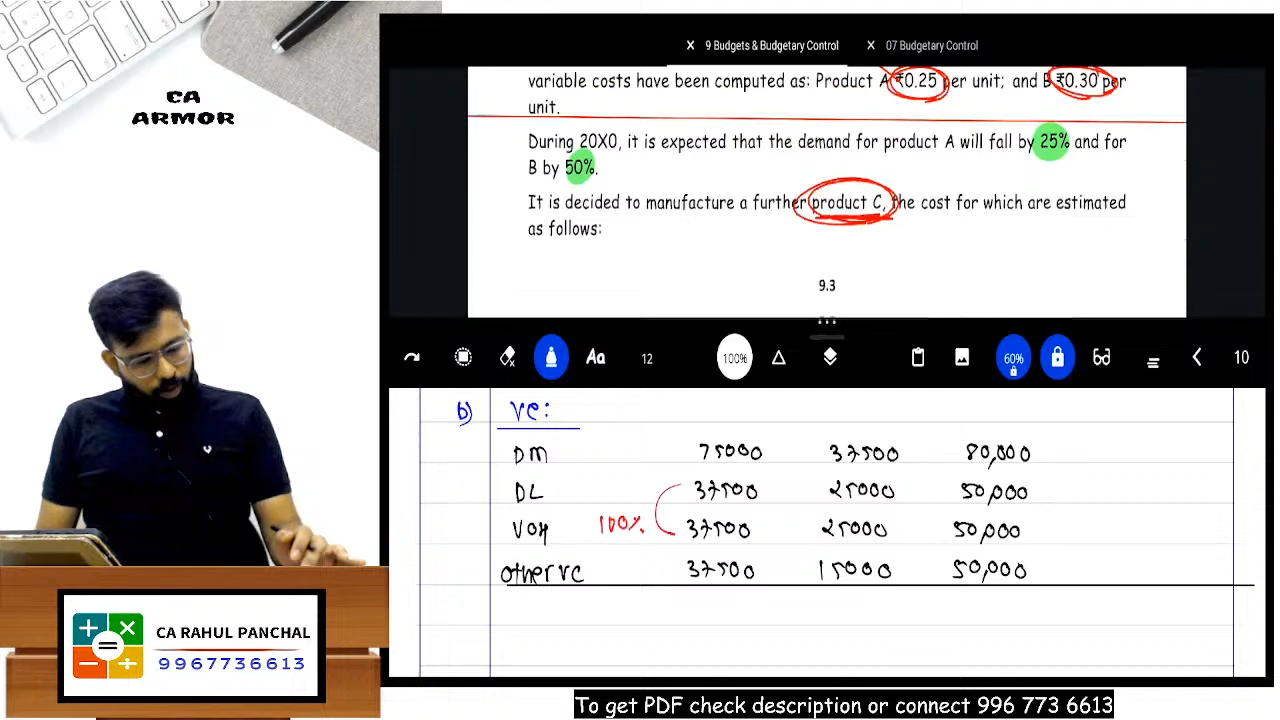 CA
ARMOR
9 Budgets & Budgetary Control
07 Budgetary Control
variable costs have been computed as: Product A ₹0.25 per unit; and B ₹0.30 per
unit.
During 20X0, it is expected that the demand for product A will fall by 25% and for
B by 50%.
It is decided to manufacture a further product C, the cost for which are estimated
as follows:
9.3
Aa 12 100% 60% 10
b) VC:
DM 75000 37500 80,000
DL 37500 25000 50,000
VOH 100% 37500 25000 50,000
other vc 37500 15000 50,000
CA RAHUL PANCHAL
9967736613
To get PDF check description or connect 996 773 6613